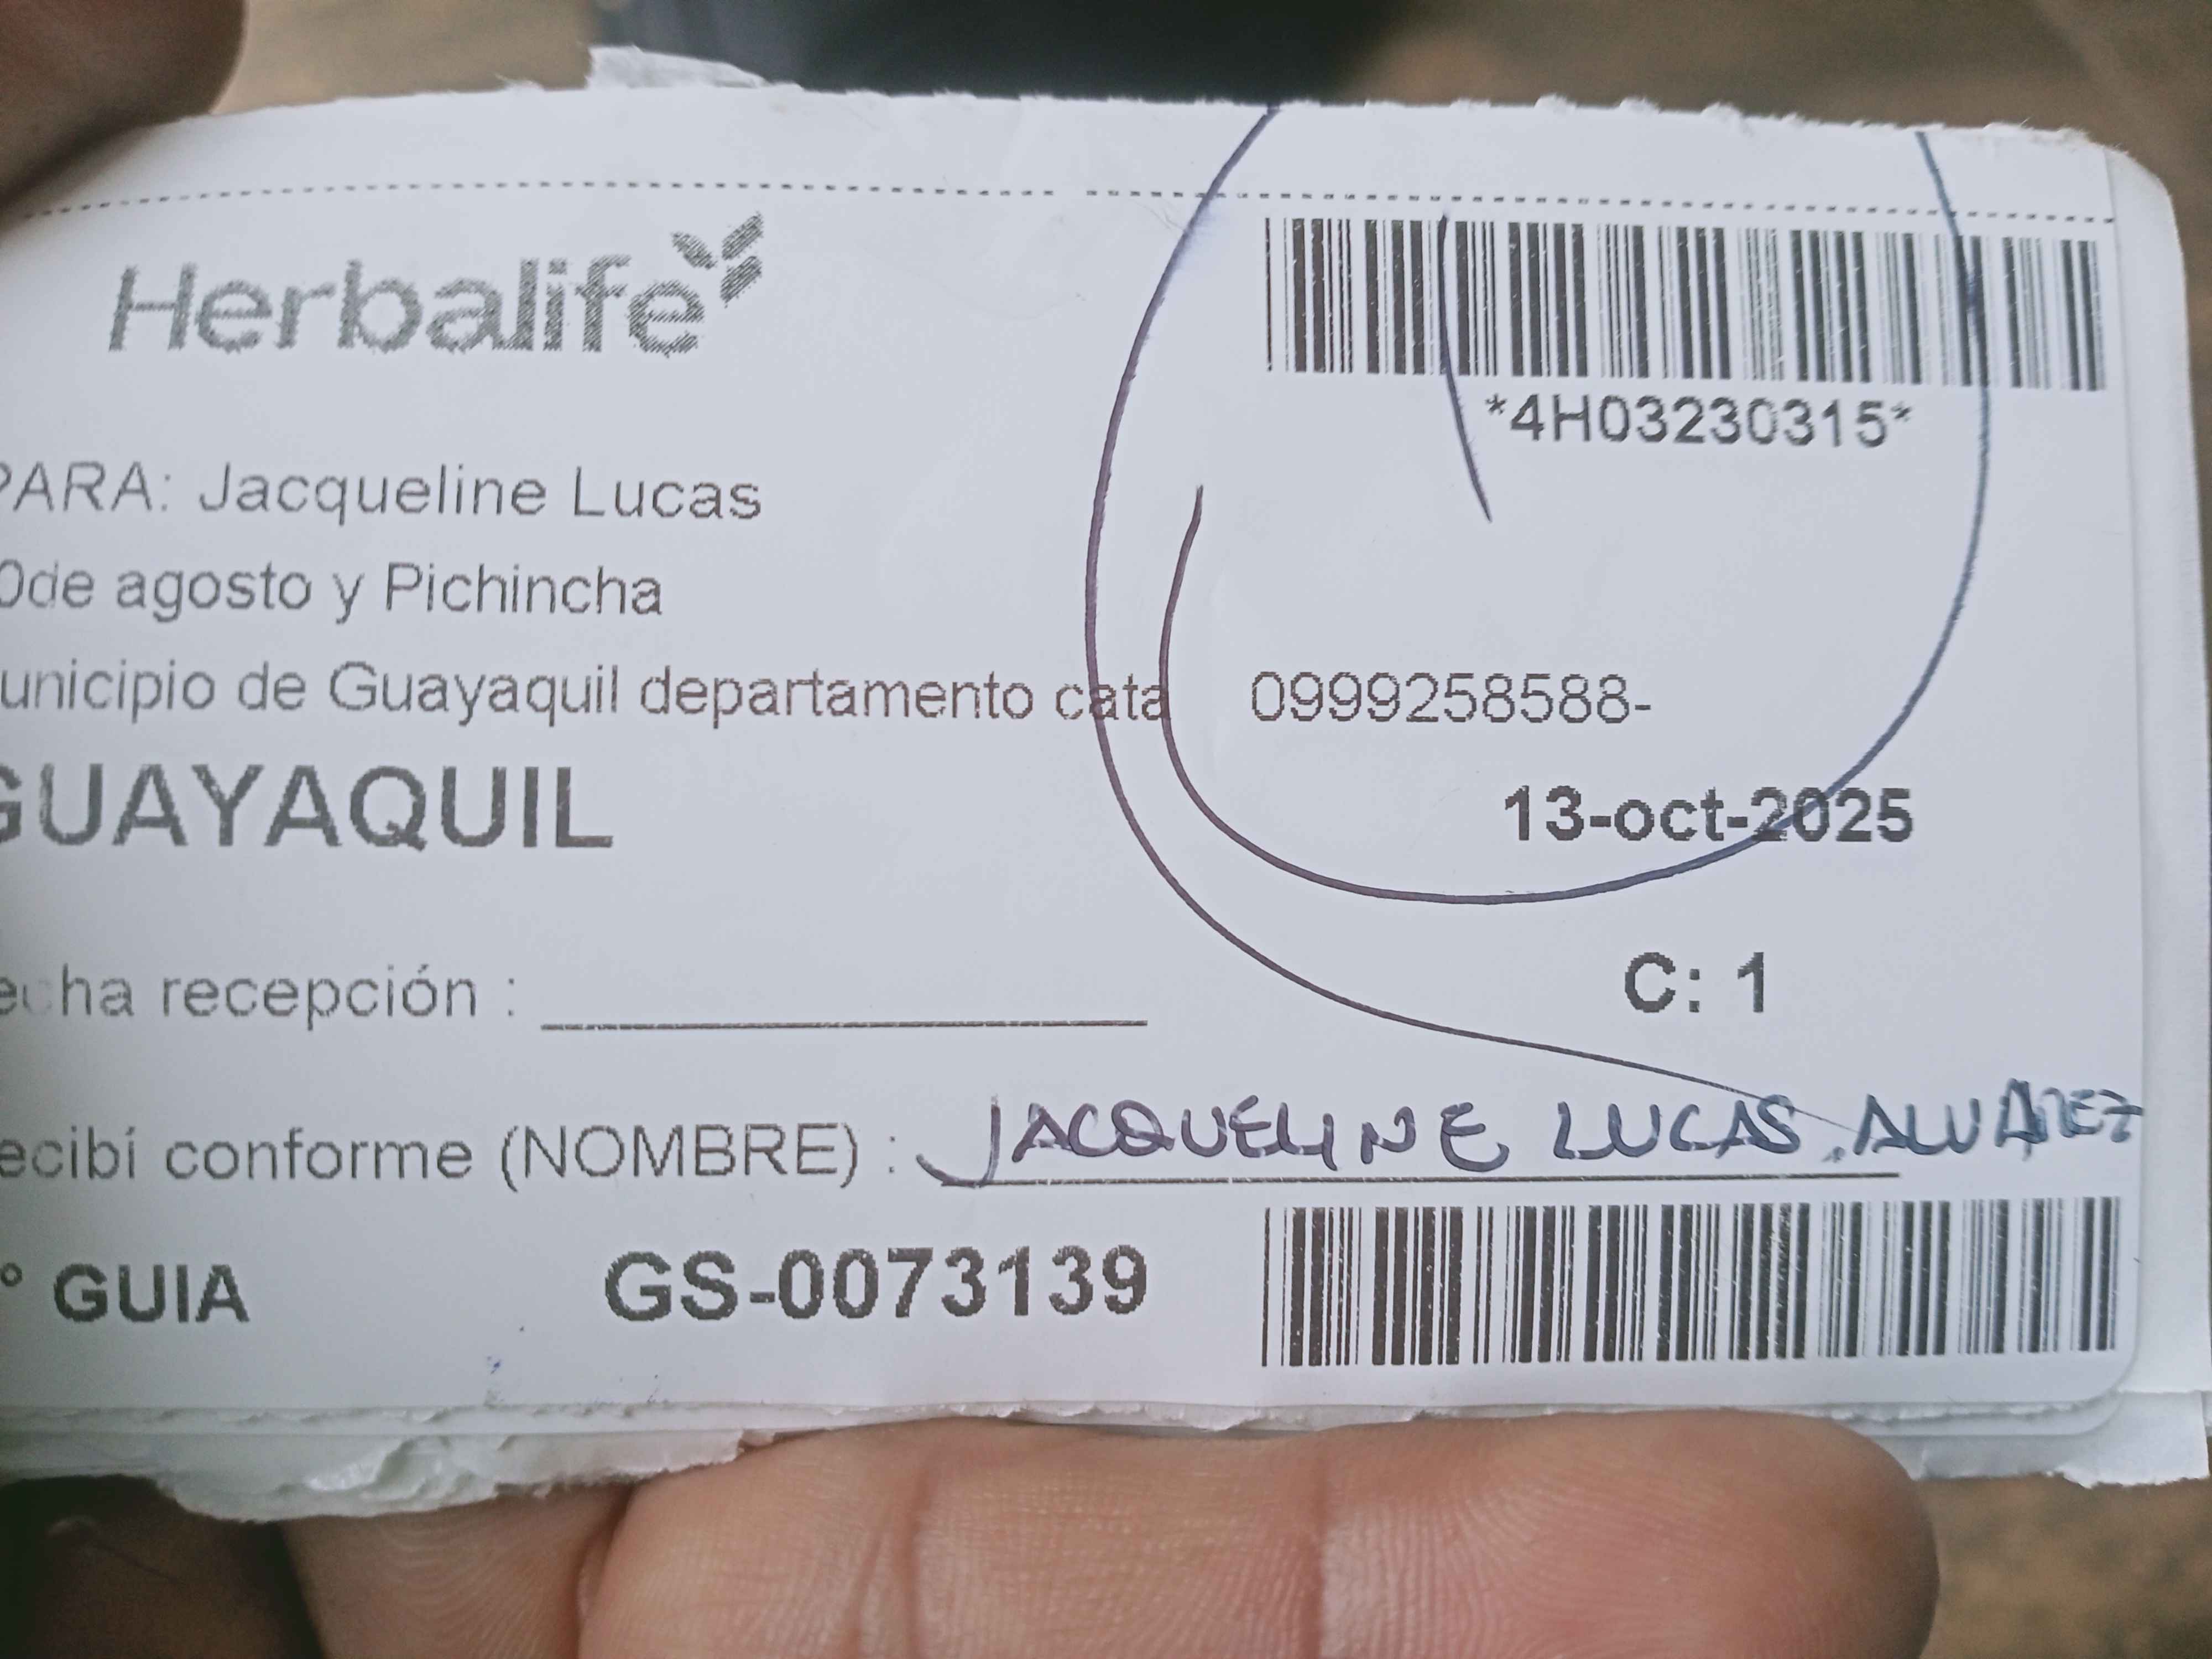 Herbalife
*4H03230315*
PARA: Jacqueline Lucas
0de agosto y Pichincha
unicipio de Guayaquil departamento cata 0999258588-
GUAYAQUIL
13-oct-2025
echa recepción :
C: 1
ecibí conforme (NOMBRE) : JACQUELINE LUCAS. ALVAREZ
° GUIA GS-0073139